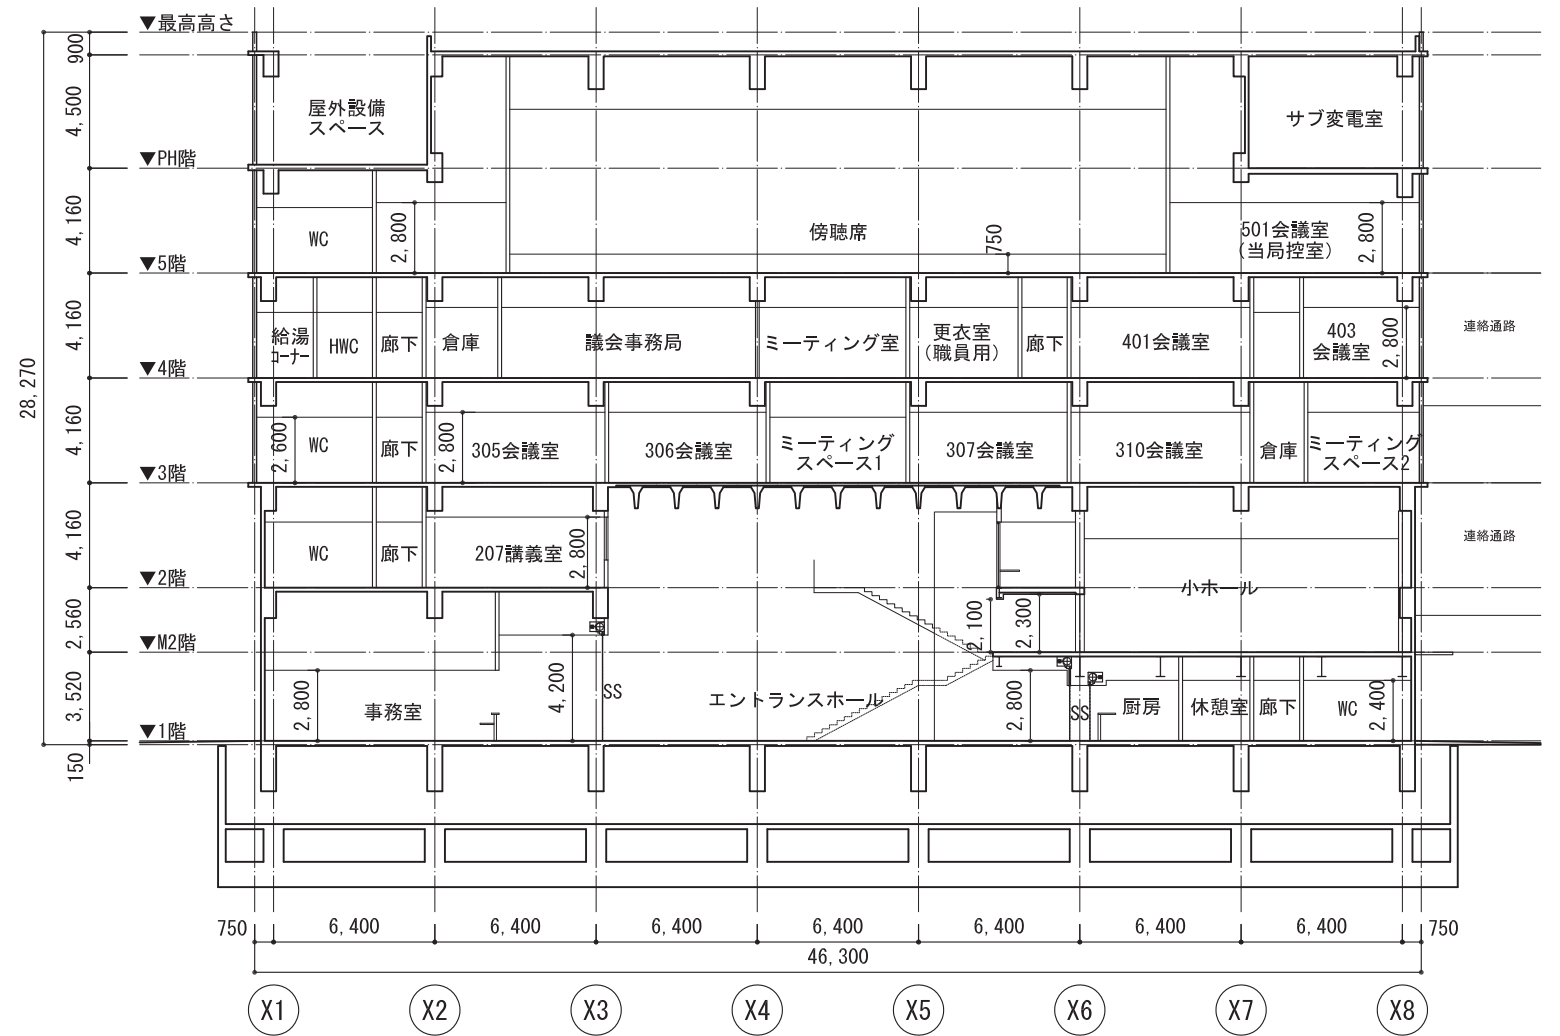 ▼最高高さ
900
4,500
屋外設備
スペース
サブ変電室
▼PH階
4,160
WC
2,800
傍聴席
750
501会議室
(当局控室)
2,800
▼5階
4,160
給湯
コーナー
HWC
廊下
倉庫
議会事務局
ミーティング室
更衣室
(職員用)
廊下
401会議室
403
会議室
2,800
連絡通路
▼4階
28,270
4,160
2,600
WC
廊下
2,800
305会議室
306会議室
ミーティング
スペース1
307会議室
310会議室
倉庫
ミーティング
スペース2
▼3階
4,160
WC
廊下
207講義室
2,800
小ホール
連絡通路
▼2階
2,560
2,100
2,300
▼M2階
3,520
2,800
事務室
4,200
SS
エントランスホール
2,800
SS
厨房
休憩室
廊下
WC
2,400
▼1階
150
750
6,400
6,400
6,400
6,400
6,400
6,400
6,400
750
46,300
X1
X2
X3
X4
X5
X6
X7
X8